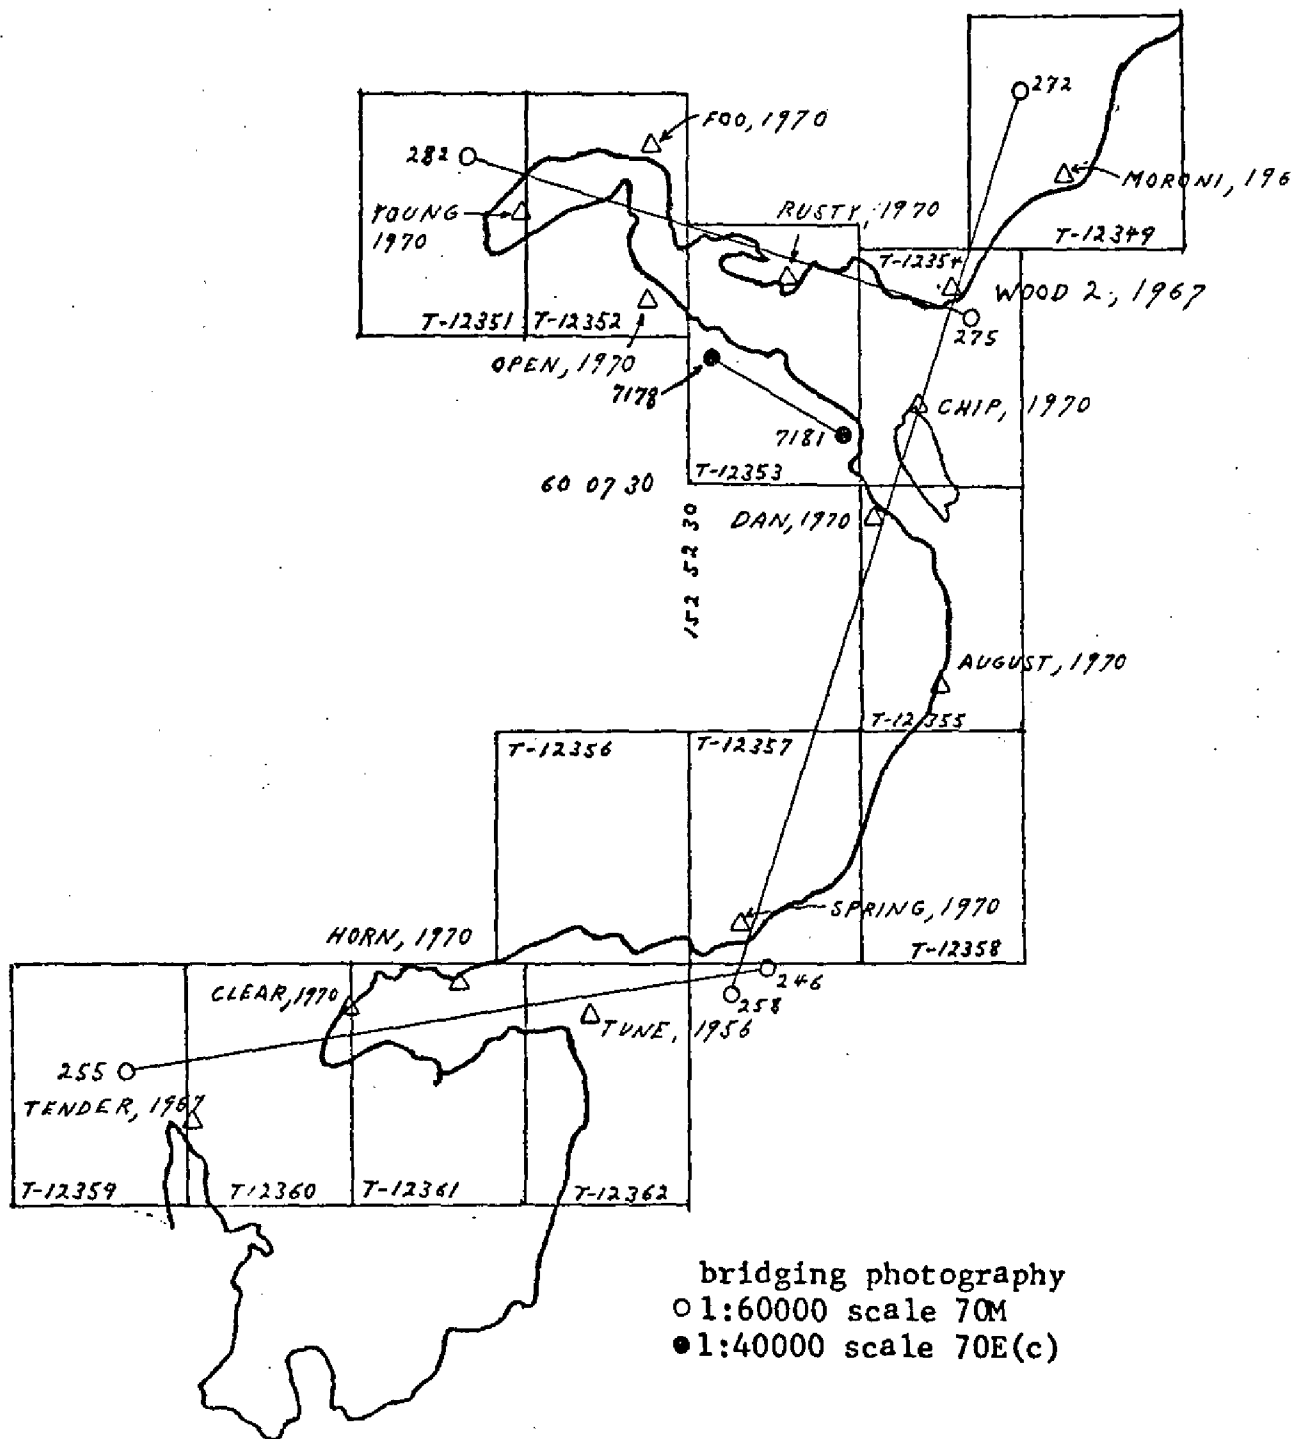 272
FOO, 1970
282
MORONI, 196
YOUNG
1970
RUSTY, 1970
T-12349
T-12354
WOOD 2, 1967
275
T-12351
T-12352
OPEN, 1970
7178
CHIP, 1970
7181
T-12353
60 07 30
152 52 30
DAN, 1970
AUGUST, 1970
T-12355
T-12356
T-12357
SPRING, 1970
HORN, 1970
T-12358
CLEAR, 1970
246
258
TUNE, 1956
255
TENDER, 1967
T-12359
T-12360
T-12361
T-12362
bridging photography
○ 1:60000 scale 70M
● 1:40000 scale 70E(c)